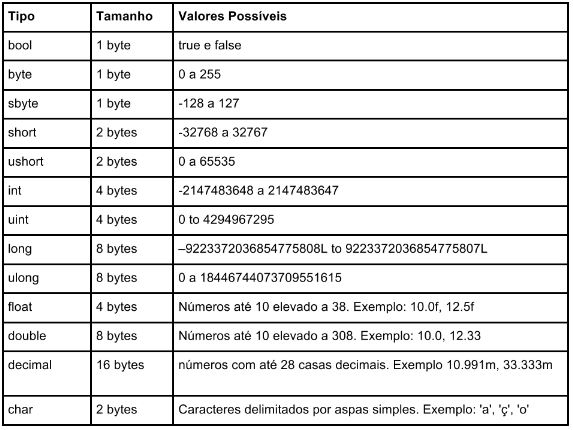 Tipo Tamanho Valores Possíveis
bool 1 byte true e false
byte 1 byte 0 a 255
sbyte 1 byte -128 a 127
short 2 bytes -32768 a 32767
ushort 2 bytes 0 a 65535
int 4 bytes -2147483648 a 2147483647
uint 4 bytes 0 to 4294967295
long 8 bytes –9223372036854775808L to 9223372036854775807L
ulong 8 bytes 0 a 18446744073709551615
float 4 bytes Números até 10 elevado a 38. Exemplo: 10.0f, 12.5f
double 8 bytes Números até 10 elevado a 308. Exemplo: 10.0, 12.33
decimal 16 bytes números com até 28 casas decimais. Exemplo 10.991m, 33.333m
char 2 bytes Caracteres delimitados por aspas simples. Exemplo: 'a', 'ç', 'o'